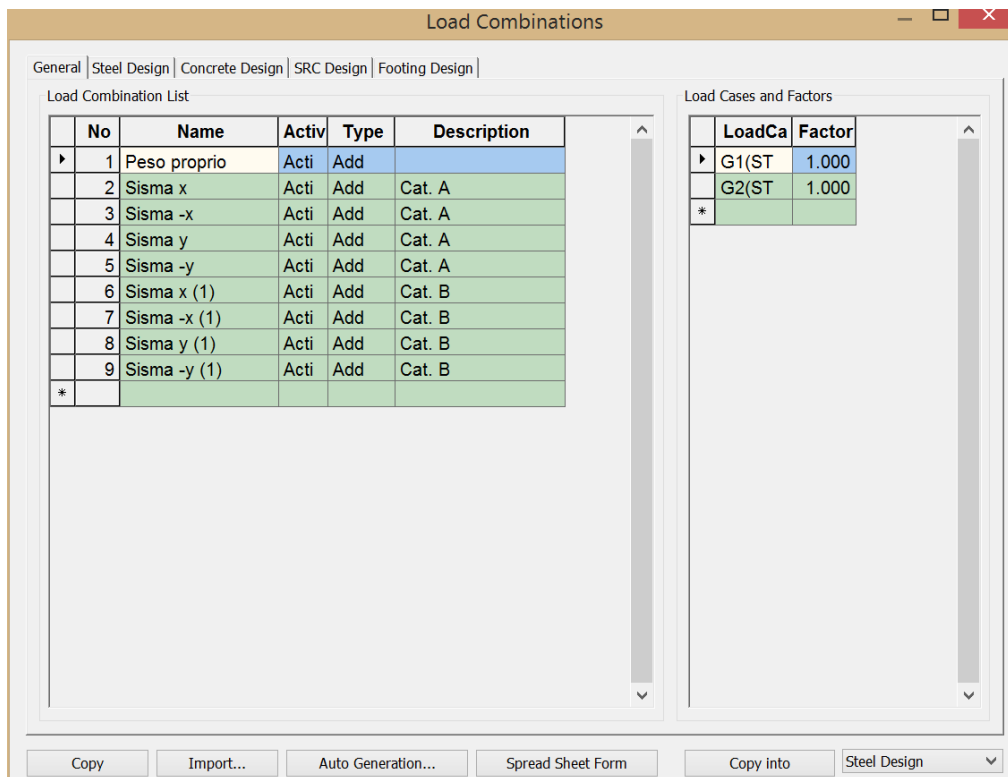 Load Combinations
General Steel Design Concrete Design SRC Design Footing Design
Load Combination List
No Name Activ Type Description
1 Peso proprio Acti Add
2 Sisma x Acti Add Cat. A
3 Sisma -x Acti Add Cat. A
4 Sisma y Acti Add Cat. A
5 Sisma -y Acti Add Cat. A
6 Sisma x (1) Acti Add Cat. B
7 Sisma -x (1) Acti Add Cat. B
8 Sisma y (1) Acti Add Cat. B
9 Sisma -y (1) Acti Add Cat. B
*
Load Cases and Factors
LoadCa Factor
G1(ST 1.000
G2(ST 1.000
*
Copy Import... Auto Generation... Spread Sheet Form Copy into Steel Design